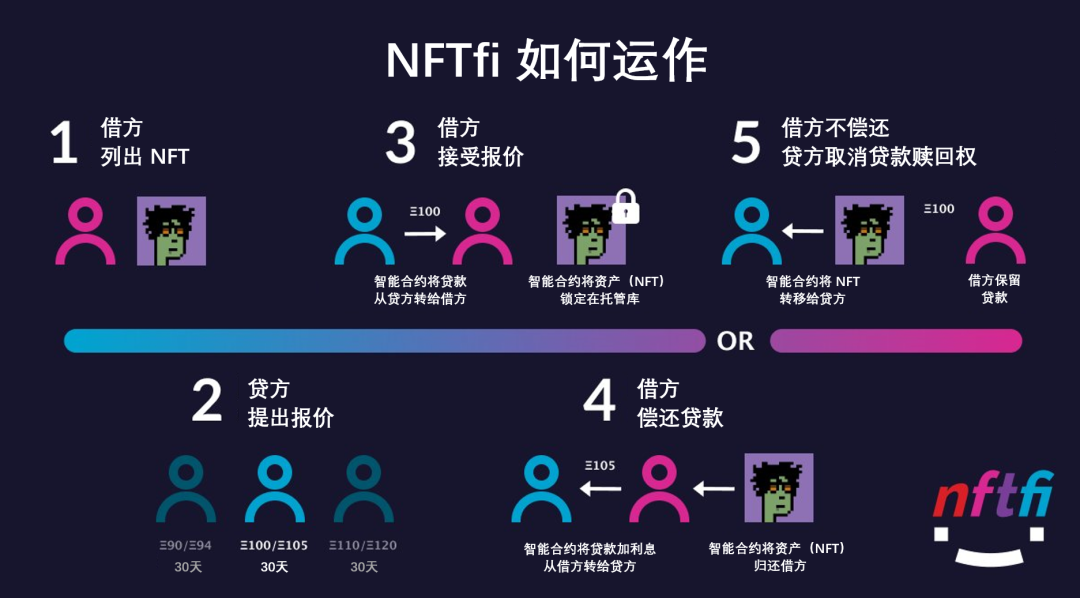 NFTfi 如何运作
1
借方
列出 NFT
3
借方
接受报价
Ξ100
智能合约将贷款
从贷方转给借方
智能合约将资产（NFT）
锁定在托管库
5
借方不偿还
贷方取消贷款赎回权
Ξ100
智能合约将 NFT
转移给贷方
借方保留
贷款
OR
2
贷方
提出报价
Ξ90/Ξ94
30天
Ξ100/Ξ105
30天
Ξ110/Ξ120
30天
4
借方
偿还贷款
Ξ105
智能合约将贷款加利息
从借方转给贷方
智能合约将资产（NFT）
归还借方
nftfi